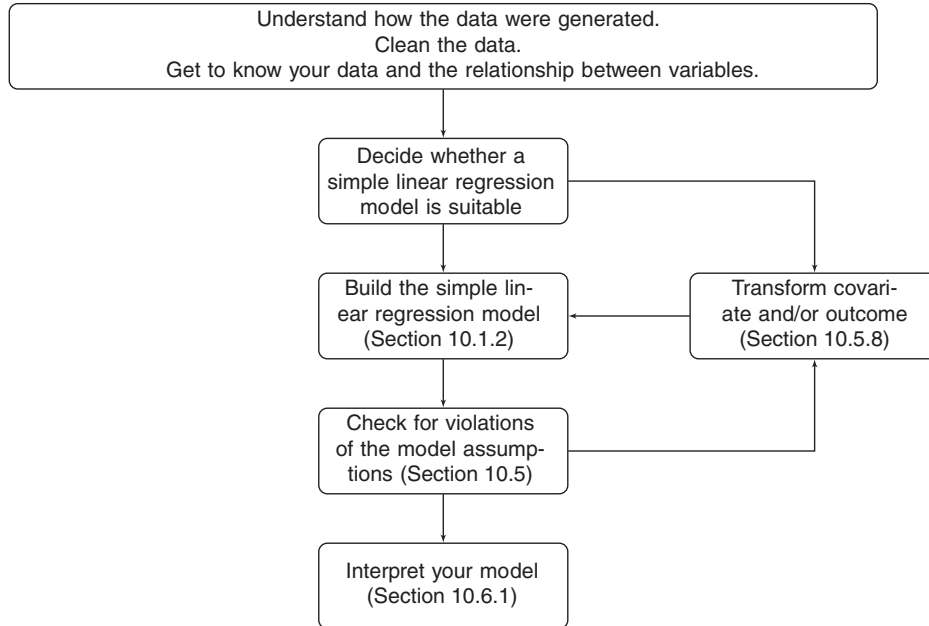 Understand how the data were generated.
Clean the data.
Get to know your data and the relationship between variables.
Decide whether a
simple linear regression
model is suitable
Build the simple lin-
ear regression model
(Section 10.1.2)
Transform covari-
ate and/or outcome
(Section 10.5.8)
Check for violations
of the model assump-
tions (Section 10.5)
Interpret your model
(Section 10.6.1)